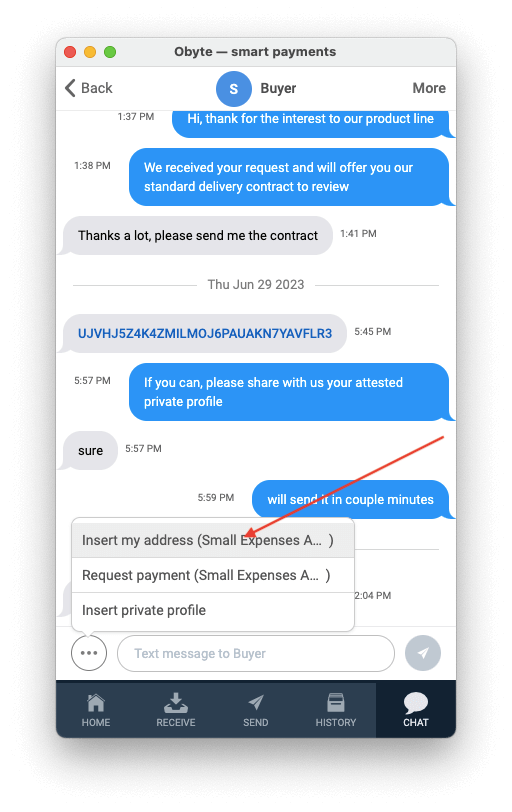 Obyte — smart payments
Back
S
Buyer
More
1:37 PM
Hi, thank for the interest to our product line
1:38 PM
We received your request and will offer you our
standard delivery contract to review
Thanks a lot, please send me the contract
1:41 PM
Thu Jun 29 2023
UJVHJ5Z4K4ZMILMOJ6PAUAKN7YAVFLR3
5:45 PM
5:57 PM
If you can, please share with us your attested
private profile
sure
5:57 PM
5:59 PM
will send it in couple minutes
Insert my address (Small Expenses A... )
Request payment (Small Expenses A... )
Insert private profile
2:04 PM
Text message to Buyer
HOME
RECEIVE
SEND
HISTORY
CHAT